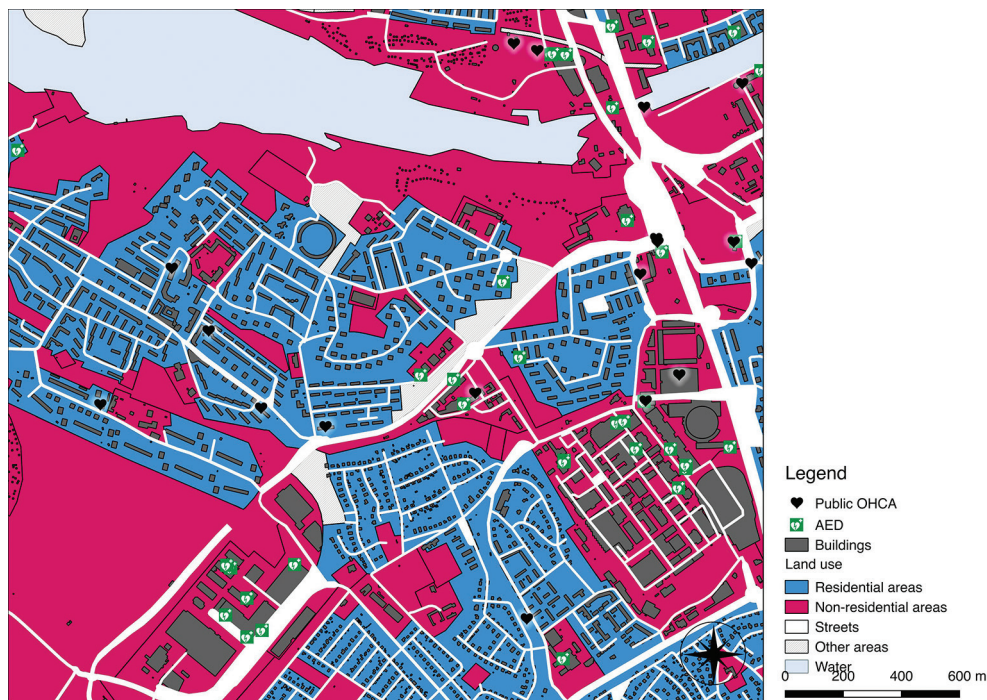 Legend
Public OHCA
AED
Buildings
Land use
Residential areas
Non-residential areas
Streets
Other areas
Water
0 200 400 600 m